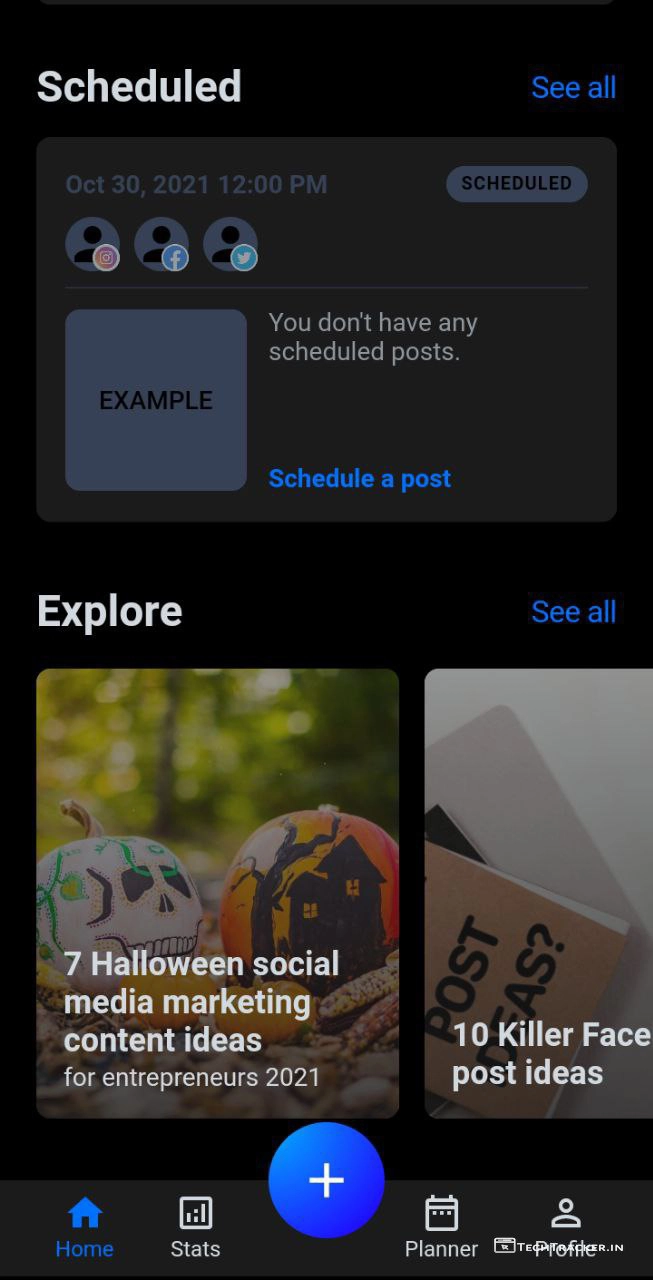 Scheduled
See all
Oct 30, 2021 12:00 PM
SCHEDULED
You don't have any
scheduled posts.
EXAMPLE
Schedule a post
Explore
See all
POST
IDEAS?
7 Halloween social
media marketing
content ideas
for entrepreneurs 2021
10 Killer Face
post ideas
Home
Stats
Planner
Profile
TECHTRACKER.IN